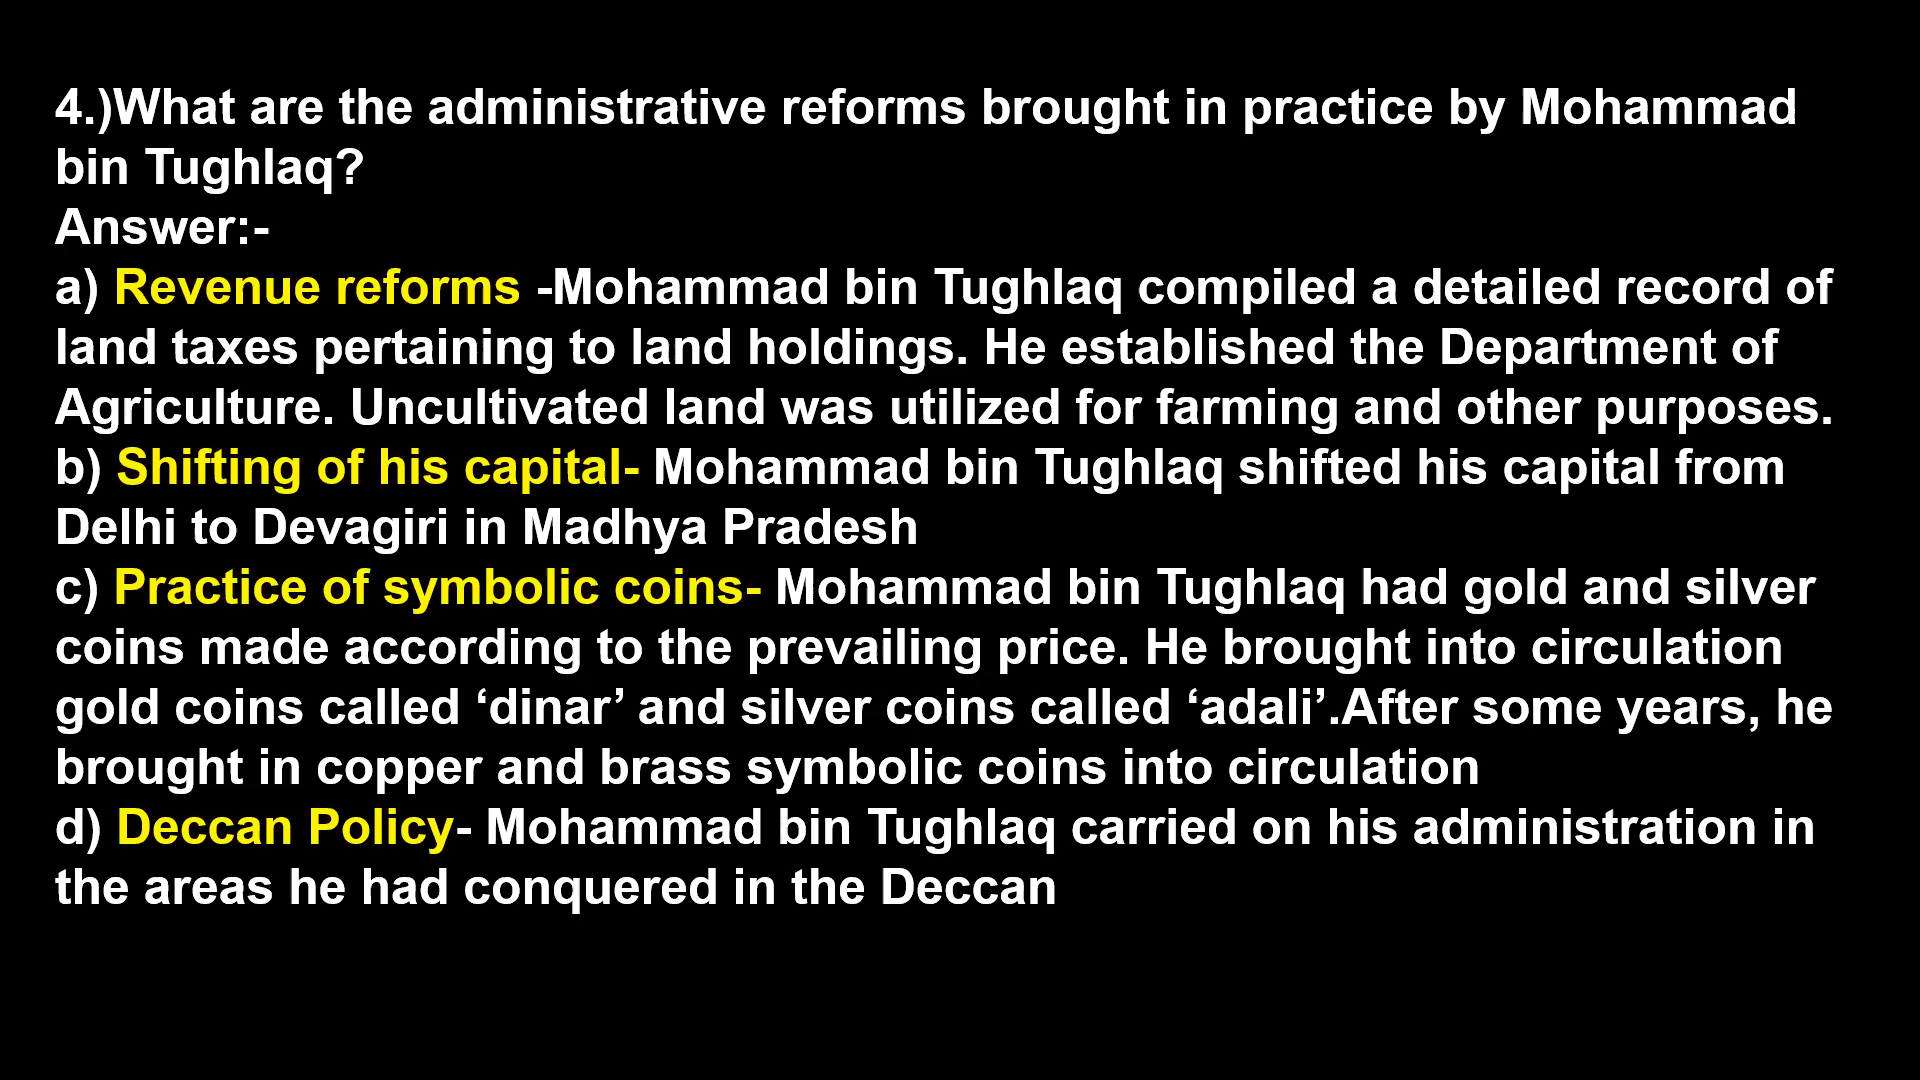 4.)What are the administrative reforms brought in practice by Mohammad
bin Tughlaq?
Answer:-
a) Revenue reforms -Mohammad bin Tughlaq compiled a detailed record of
land taxes pertaining to land holdings. He established the Department of
Agriculture. Uncultivated land was utilized for farming and other purposes.
b) Shifting of his capital- Mohammad bin Tughlaq shifted his capital from
Delhi to Devagiri in Madhya Pradesh
c) Practice of symbolic coins- Mohammad bin Tughlaq had gold and silver
coins made according to the prevailing price. He brought into circulation
gold coins called ‘dinar’ and silver coins called ‘adali’.After some years, he
brought in copper and brass symbolic coins into circulation
d) Deccan Policy- Mohammad bin Tughlaq carried on his administration in
the areas he had conquered in the Deccan